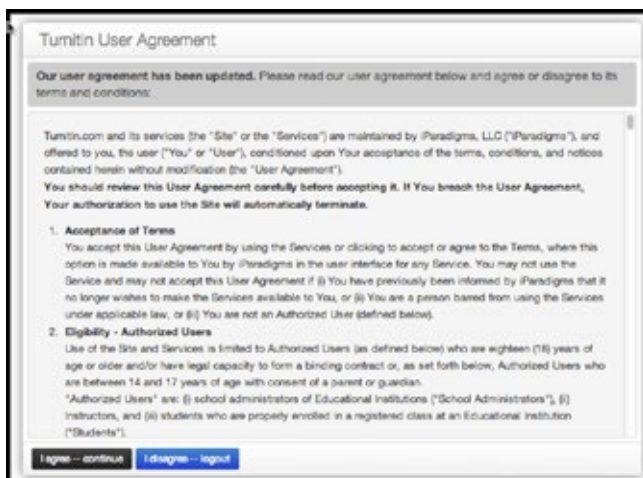 Turnitin User Agreement
Our user agreement has been updated. Please read our user agreement below and agree or disagree to its
terms and conditions:
Turnitin.com and its services (the "Site" or the "Services") are maintained by iParadigms, LLC ("iParadigms"), and
offered to you, the user ("You" or "User"), conditioned upon Your acceptance of the terms, conditions, and notices
contained herein without modification (the "User Agreement").
You should review this User Agreement carefully before accepting it. If You breach the User Agreement,
Your authorization to use the Site will automatically terminate.
1. Acceptance of Terms
You accept this User Agreement by using the Services or clicking to accept or agree to the Terms, where this
option is made available to You by iParadigms in the user interface for any Service. You may not use the
Service and may not accept this User Agreement if (i) You have previously been informed by iParadigms that it
no longer wishes to make the Services available to You, or (ii) You are a person barred from using the Services
under applicable law, or (iii) You are not an Authorized User (defined below).
2. Eligibility - Authorized Users
Use of the Site and Services is limited to Authorized Users (as defined below) who are eighteen (18) years of
age or older and/or have legal capacity to form a binding contract or, as set forth below, Authorized Users who
are between 14 and 17 years of age with consent of a parent or guardian.
"Authorized Users" are: (i) school administrators of Educational Institutions ("School Administrators"), (ii)
Instructors, and (iii) students who are properly enrolled in a registered class at an Educational Institution
("Students").
I agree -- continue
I disagree -- logout